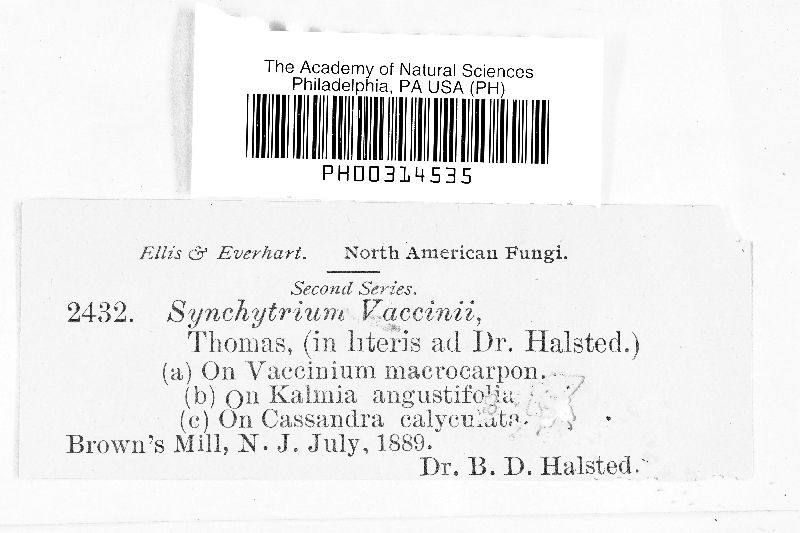 The Academy of Natural Sciences
Philadelphia, PA USA (PH)
PH00314535
Ellis & Everhart. North American Fungi.
Second Series.
2432. Synchytrium Vaccinii,
Thomas, (in literis ad Dr. Halsted.)
(a) On Vaccinium macrocarpon.
(b) On Kalmia angustifolia
(c) On Cassandra calyculata.
Brown's Mill, N. J. July, 1889.
Dr. B. D. Halsted.